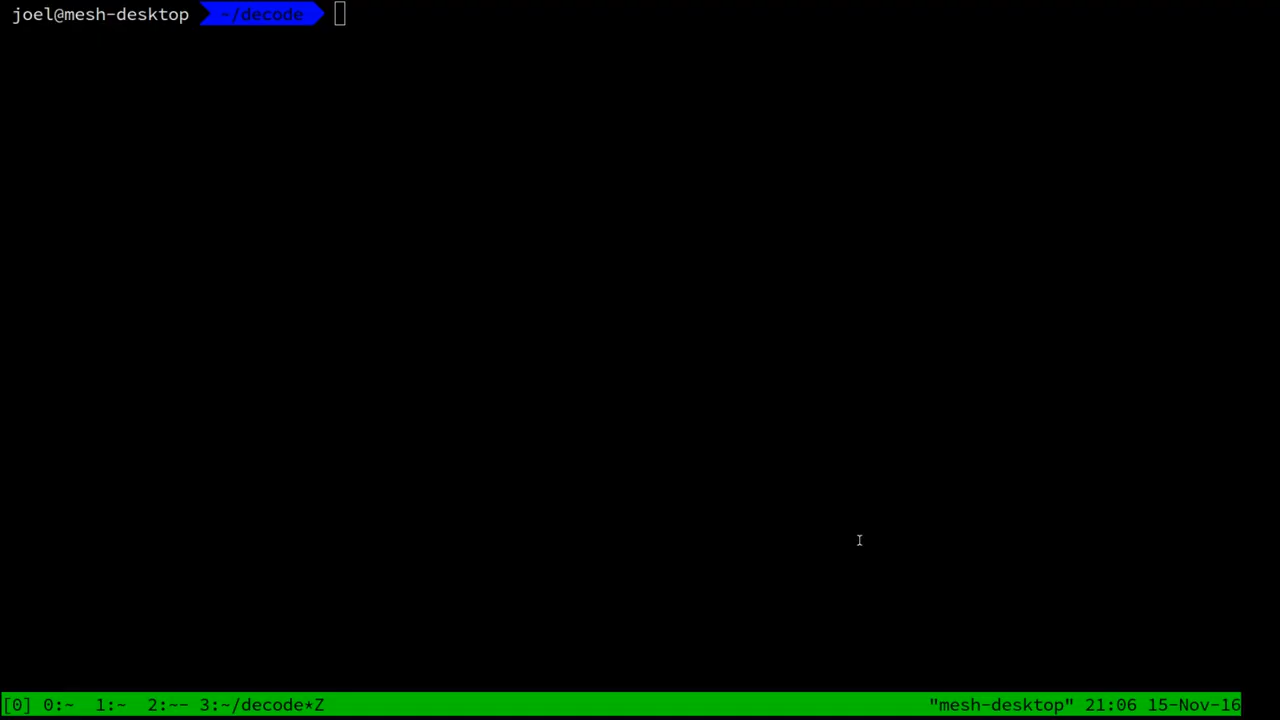 joel@mesh-desktop ~/decode
[0] 0:~ 1:~ 2:~- 3:~/decode*Z "mesh-desktop" 21:06 15-Nov-16